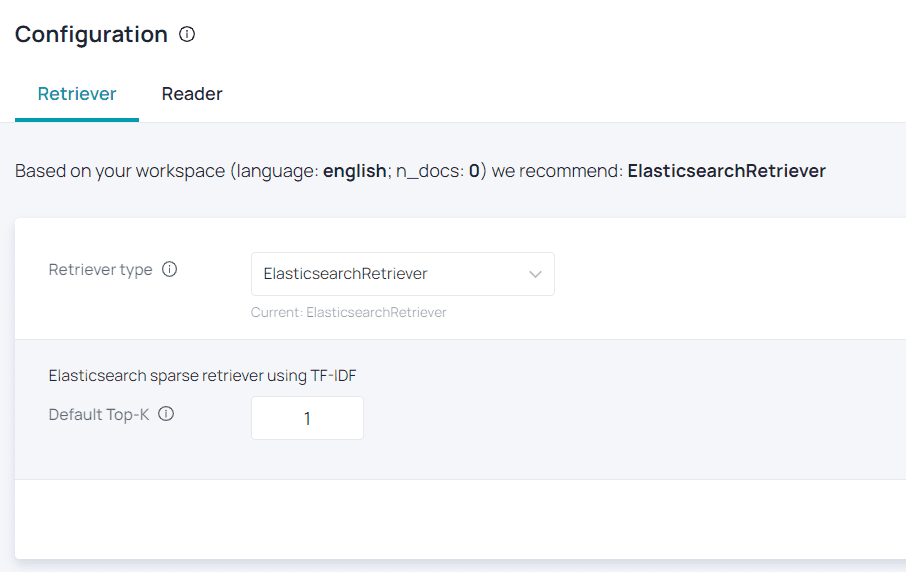 Configuration
Retriever Reader
Based on your workspace (language: english; n_docs: 0) we recommend: ElasticsearchRetriever
Retriever type ElasticsearchRetriever
Current: ElasticsearchRetriever
Elasticsearch sparse retriever using TF-IDF
Default Top-K 1